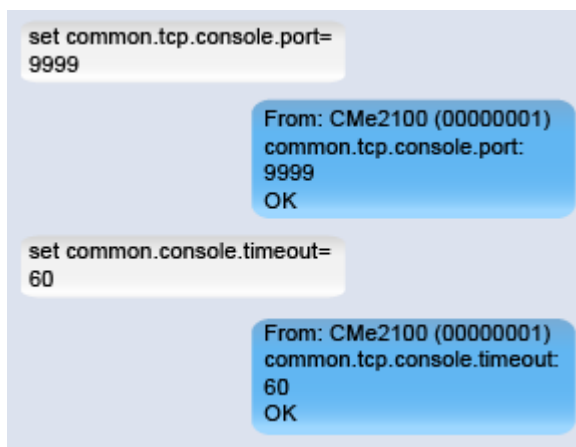 set common.tcp.console.port=
9999
From: CMe2100 (00000001)
common.tcp.console.port:
9999
OK
set common.console.timeout=
60
From: CMe2100 (00000001)
common.tcp.console.timeout:
60
OK